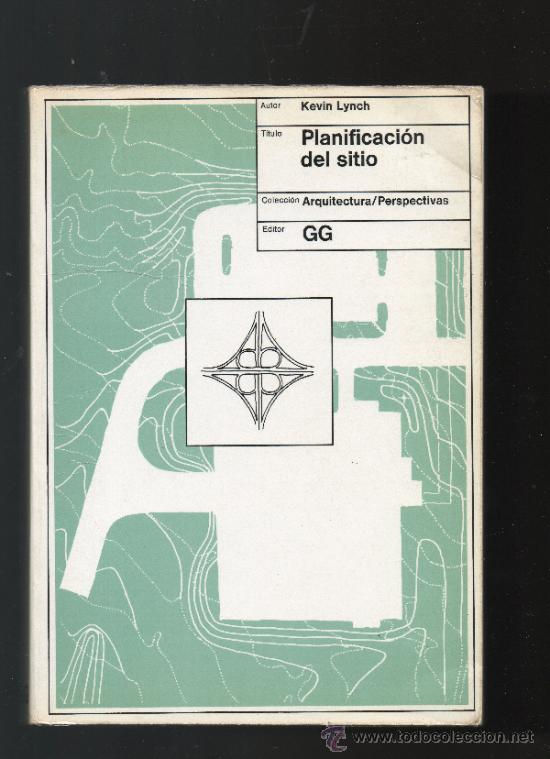 Autor Kevin Lynch
Título Planificación
del sitio
Colección Arquitectura/Perspectivas
Editor GG
www.todocoleccion.net